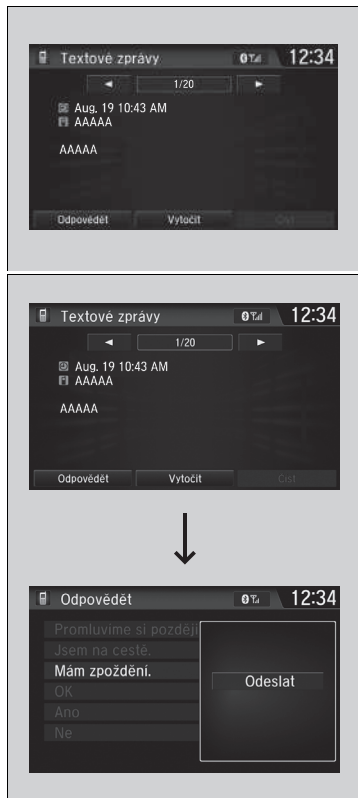 Textové zprávy 12:34
1/20
Aug. 19 10:43 AM
AAAAA
AAAAA
Odpovědět Vytočit Číst
Textové zprávy 12:34
1/20
Aug. 19 10:43 AM
AAAAA
AAAAA
Odpovědět Vytočit Číst
Odpovědět 12:34
Promluvíme si později
Jsem na cestě.
Mám zpoždění.
Odeslat
OK
Ano
Ne